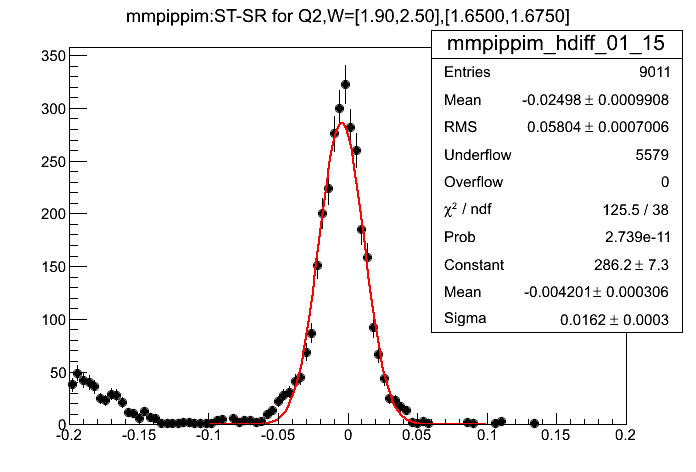 mmpippim:ST-SR for Q2,W=[1.90,2.50],[1.6500,1.6750]
mmpippim_hdiff_01_15
Entries 9011
Mean -0.02498 ± 0.0009908
RMS 0.05804 ± 0.0007006
Underflow 5579
Overflow 0
χ² / ndf 125.5 / 38
Prob 2.739e-11
Constant 286.2 ± 7.3
Mean -0.004201 ± 0.000306
Sigma 0.0162 ± 0.0003
350
300
250
200
150
100
50
0
-0.2 -0.15 -0.1 -0.05 0 0.05 0.1 0.15 0.2